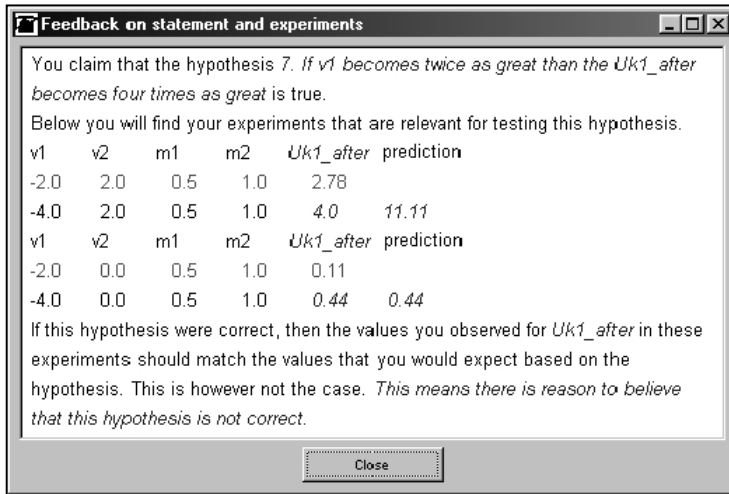 Feedback on statement and experiments
You claim that the hypothesis 7. If v1 becomes twice as great than the Uk1_after
becomes four times as great is true.
Below you will find your experiments that are relevant for testing this hypothesis.
v1 v2 m1 m2 Uk1_after prediction
-2.0 2.0 0.5 1.0 2.78
-4.0 2.0 0.5 1.0 4.0 11.11
v1 v2 m1 m2 Uk1_after prediction
-2.0 0.0 0.5 1.0 0.11
-4.0 0.0 0.5 1.0 0.44 0.44
If this hypothesis were correct, then the values you observed for Uk1_after in these
experiments should match the values that you would expect based on the
hypothesis. This is however not the case. This means there is reason to believe
that this hypothesis is not correct.
Close